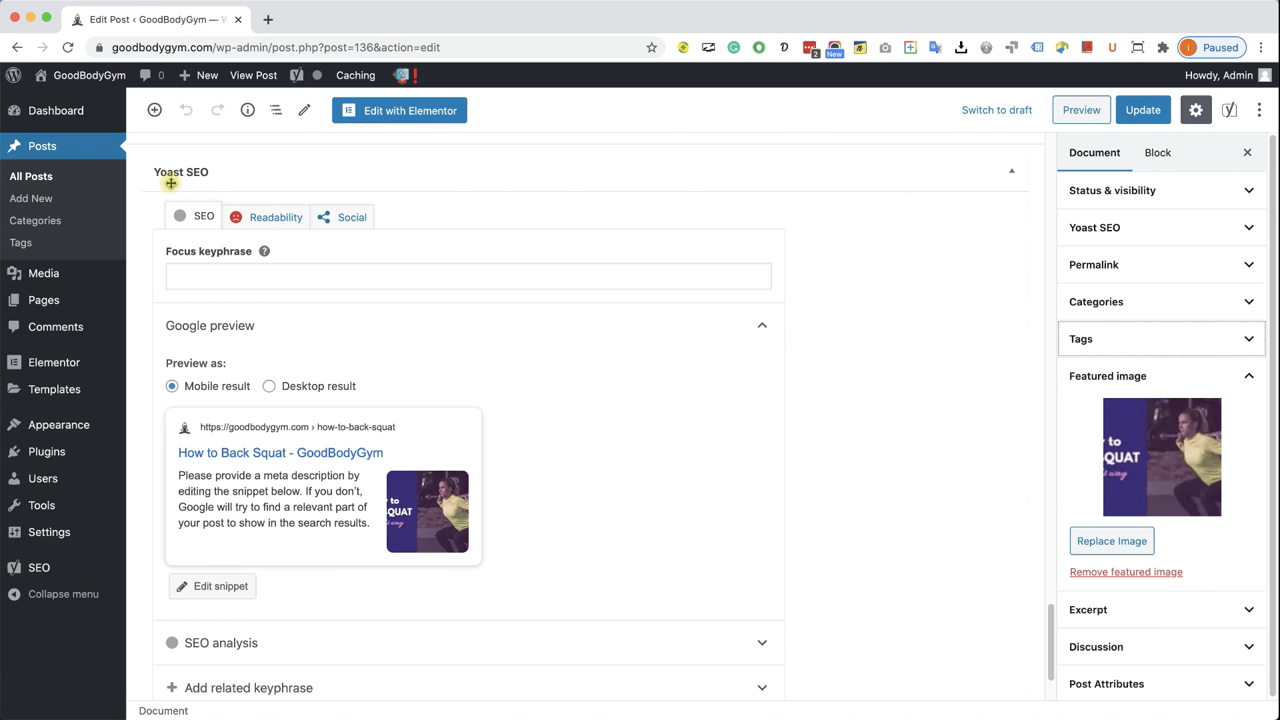 Edit Post ‹ GoodBodyGym — W
goodbodygym.com/wp-admin/post.php?post=136&action=edit
2
New
Paused
GoodBodyGym
0
New
View Post
Caching
Howdy, Admin
Dashboard
Posts
All Posts
Add New
Categories
Tags
Media
Pages
Comments
Elementor
Templates
Appearance
Plugins
Users
Tools
Settings
SEO
Collapse menu
Edit with Elementor
Switch to draft
Preview
Update
Yoast SEO
SEO
Readability
Social
Focus keyphrase ?
Google preview
Preview as:
Mobile result
Desktop result
https://goodbodygym.com › how-to-back-squat
How to Back Squat - GoodBodyGym
Please provide a meta description by
editing the snippet below. If you don't,
Google will try to find a relevant part of
your post to show in the search results.
Edit snippet
SEO analysis
Add related keyphrase
Document
Document
Block
Status & visibility
Yoast SEO
Permalink
Categories
Tags
Featured image
to
QUAT
t way
Replace Image
Remove featured image
Excerpt
Discussion
Post Attributes